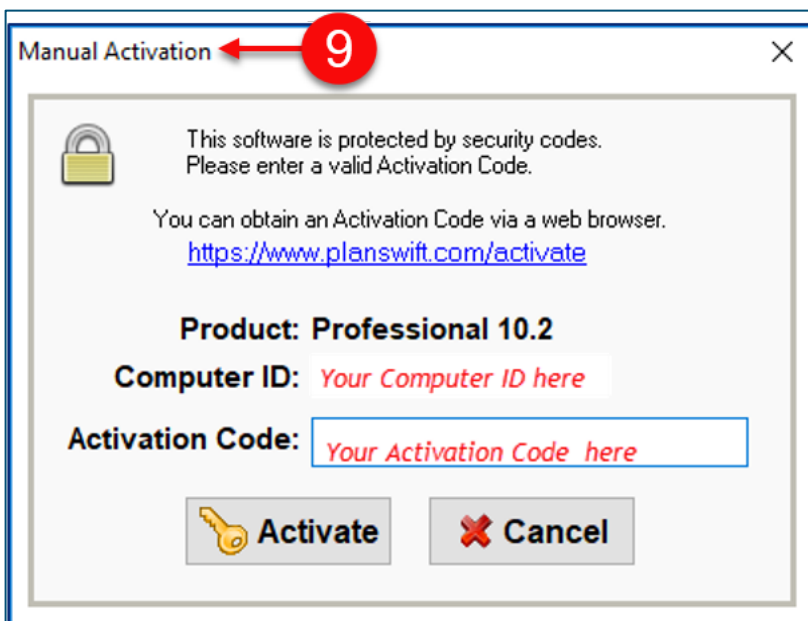 Manual Activation
9
This software is protected by security codes.
Please enter a valid Activation Code.
You can obtain an Activation Code via a web browser.
https://www.planswift.com/activate
Product: Professional 10.2
Computer ID: Your Computer ID here
Activation Code: Your Activation Code here
Activate Cancel